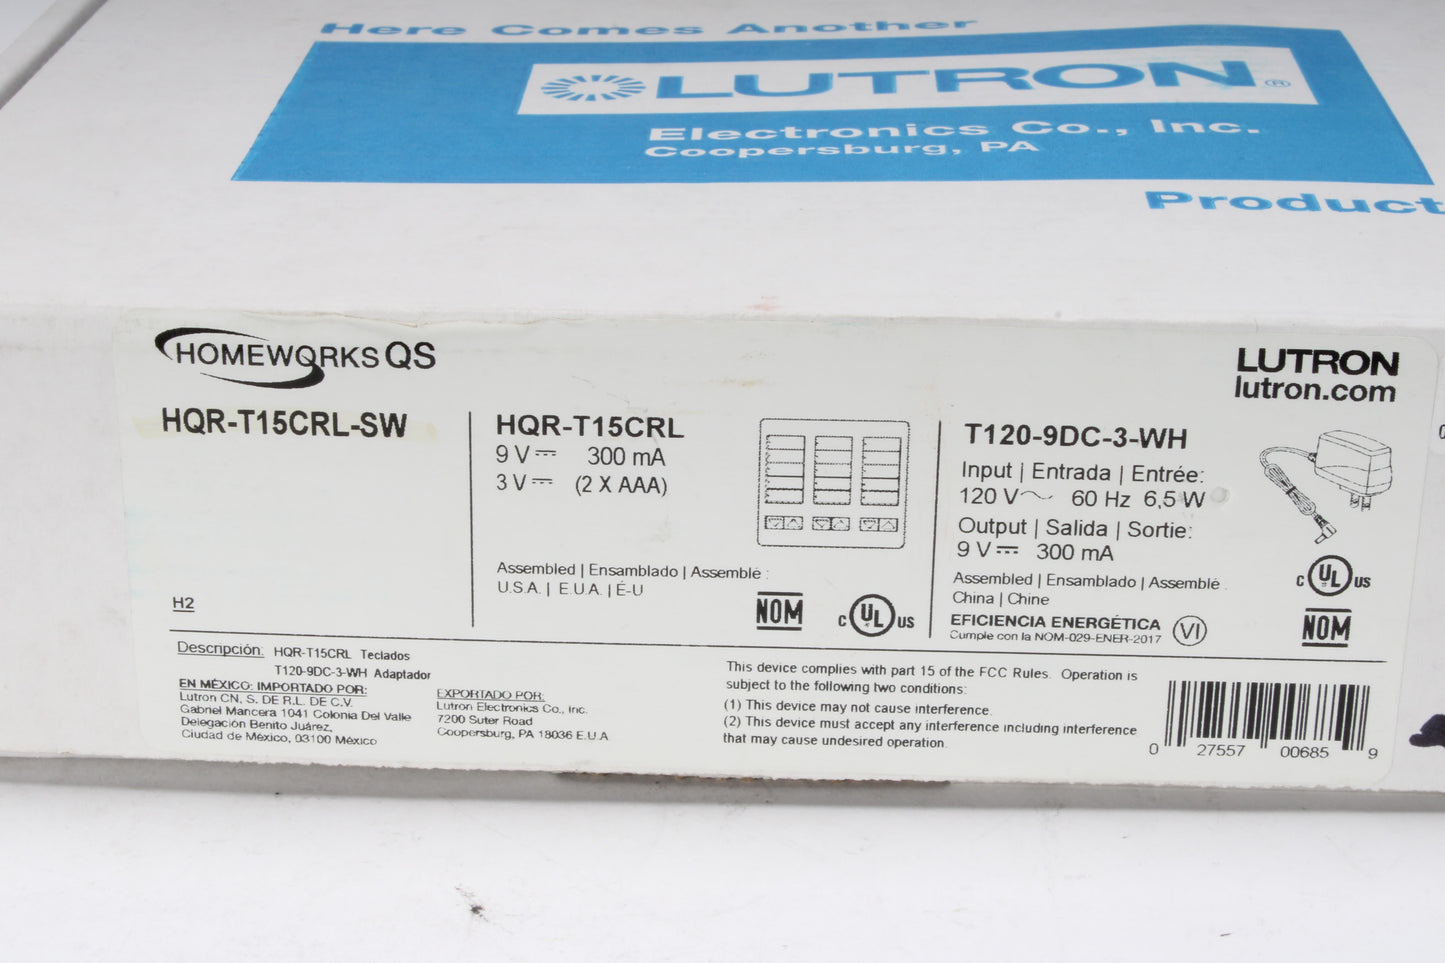 Here Comes Another
LUTRON®
Electronics Co., Inc.
Coopersburg, PA
Product
HOMEWORKS QS
LUTRON
lutron.com
HQR-T15CRL-SW
H2
HQR-T15CRL
9 V 300 mA
3 V (2 X AAA)
Assembled | Ensamblado | Assemblé :
U.S.A. | E.U.A. | É-U
NOM
C UL US
T120-9DC-3-WH
Input | Entrada | Entrée:
120 V 60 Hz 6,5 W
Output | Salida | Sortie:
9 V 300 mA
Assembled | Ensamblado | Assemblé :
China | Chine
EFICIENCIA ENERGÉTICA
Cumple con la NOM-029-ENER-2017
VI
C UL US
NOM
Descripción: HQR-T15CRL Teclados
T120-9DC-3-WH Adaptador
EN MÉXICO: IMPORTADO POR:
Lutron CN, S. DE R.L. DE C.V.
Gabriel Mancera 1041 Colonia Del Valle
Delegación Benito Juárez,
Ciudad de México, 03100 México
EXPORTADO POR:
Lutron Electronics Co., Inc.
7200 Suter Road
Coopersburg, PA 18036 E.U.A
This device complies with part 15 of the FCC Rules. Operation is
subject to the following two conditions:
(1) This device may not cause interference.
(2) This device must accept any interference including interference
that may cause undesired operation.
0 27557 00685 9